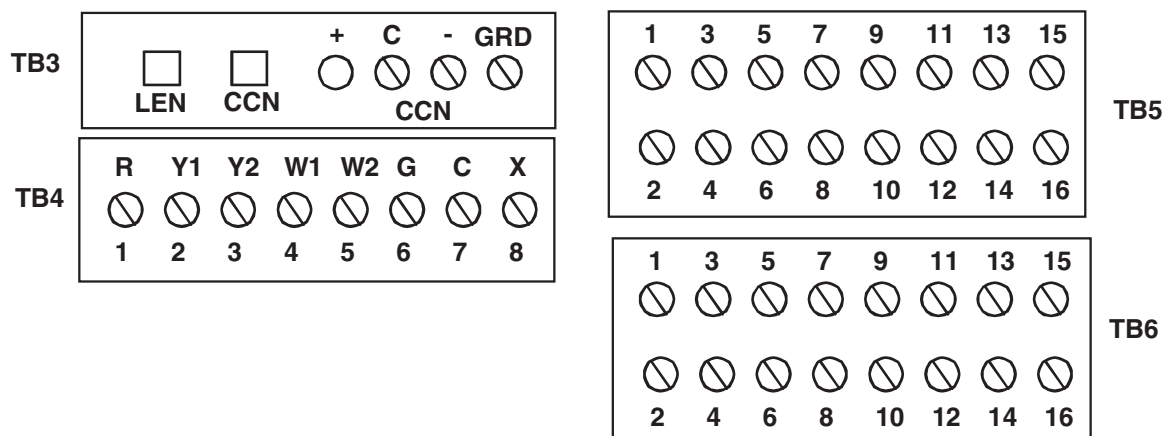 TB3
+ C - GRD
LEN CCN
CCN
TB4
R Y1 Y2 W1 W2 G C X
1 2 3 4 5 6 7 8
TB5
1 3 5 7 9 11 13 15
2 4 6 8 10 12 14 16
TB6
1 3 5 7 9 11 13 15
2 4 6 8 10 12 14 16